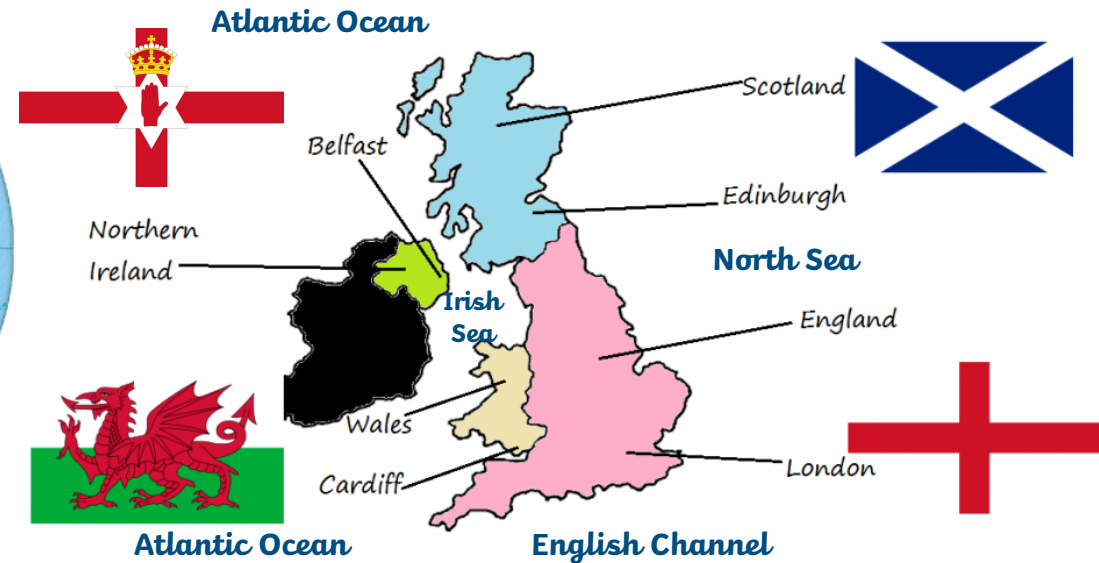 Atlantic Ocean
Scotland
Belfast
Edinburgh
Northern
Ireland
North Sea
Irish
Sea
England
Wales
London
Cardiff
Atlantic Ocean
English Channel